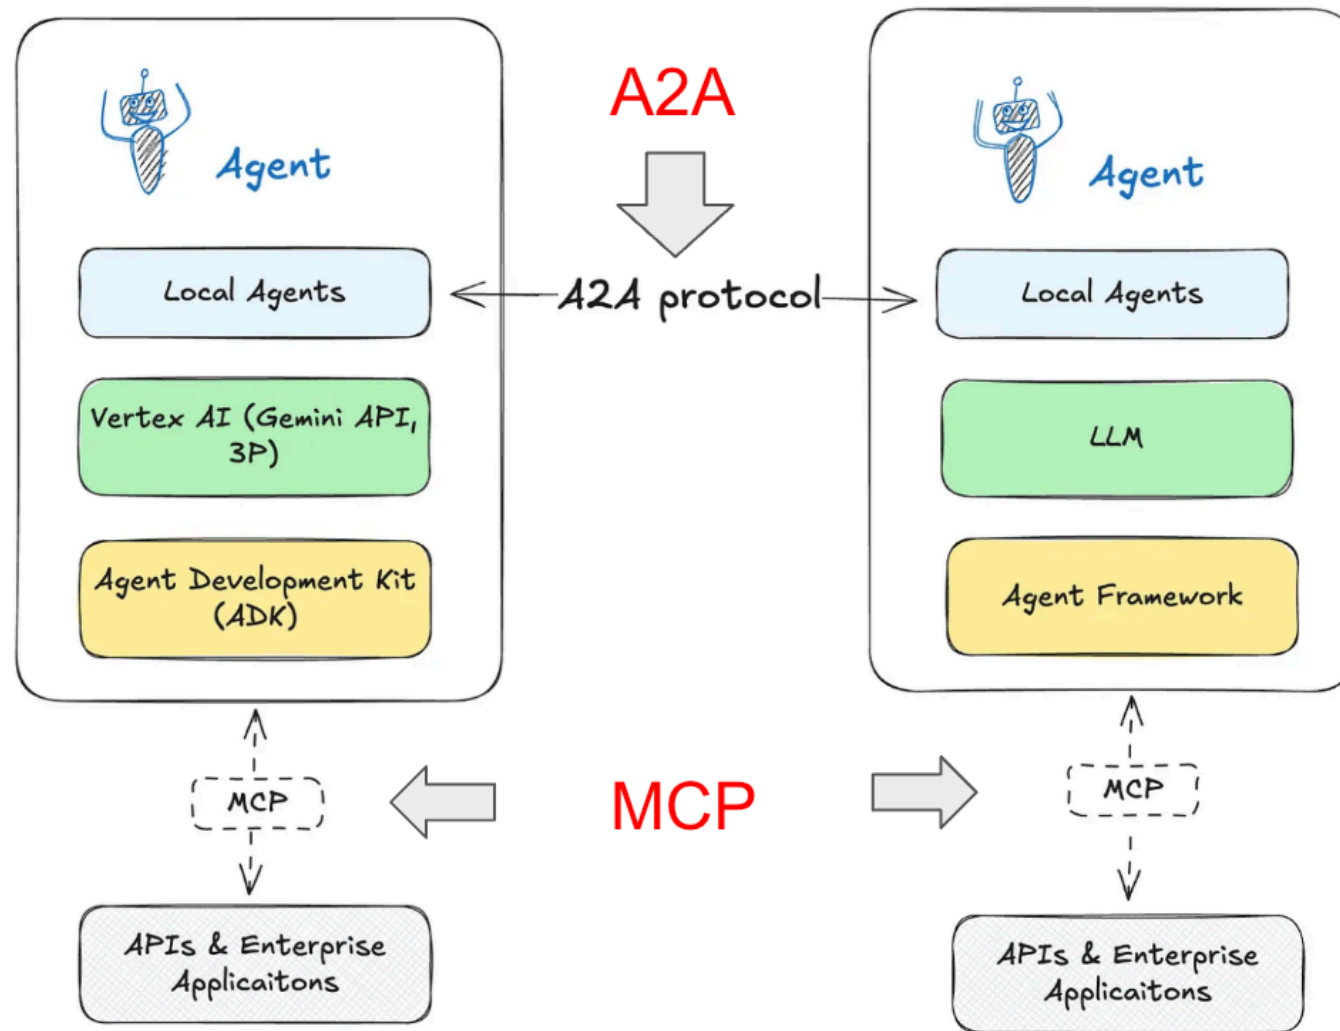 A2A
Agent
Agent
Local Agents
A2A protocol
Local Agents
Vertex AI (Gemini API,
3P)
LLM
Agent Development Kit
(ADK)
Agent Framework
MCP
MCP
MCP
APIs & Enterprise
Applicaitons
APIs & Enterprise
Applicaitons